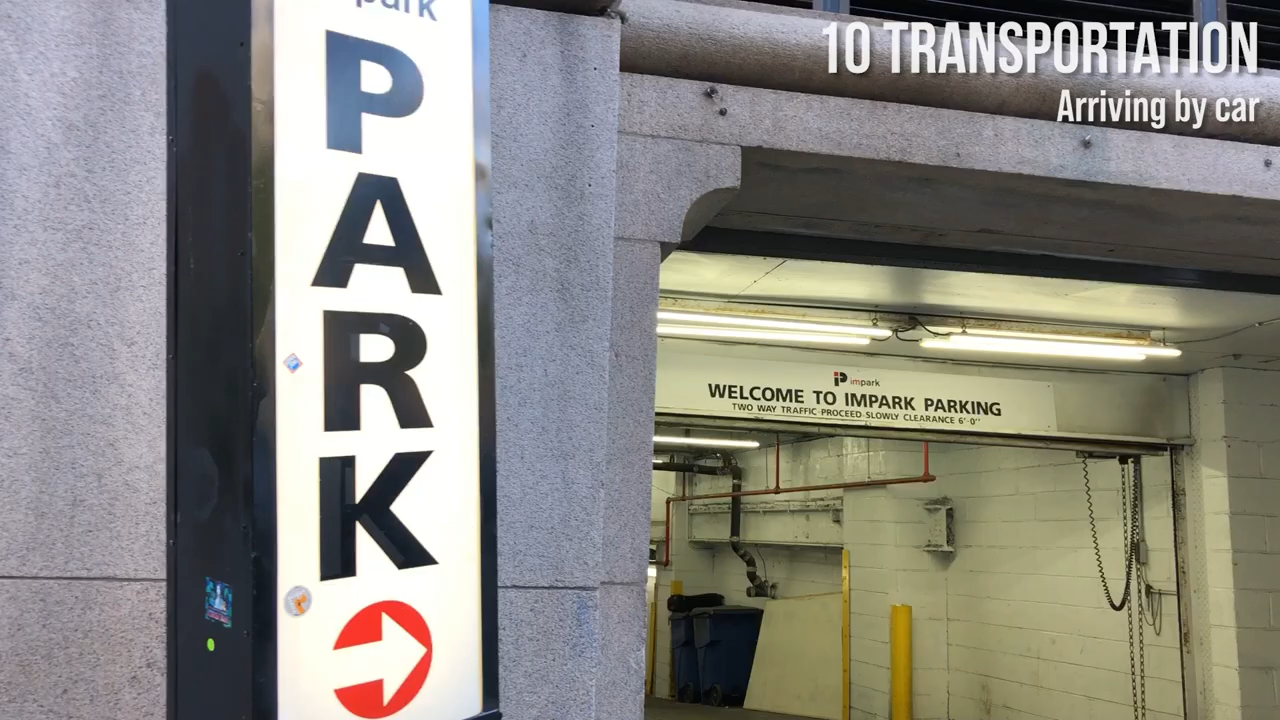 10 TRANSPORTATION
Arriving by car
park
PARK
impark
WELCOME TO IMPARK PARKING
TWO WAY TRAFFIC-PROCEED-SLOWLY CLEARANCE 6'-0"